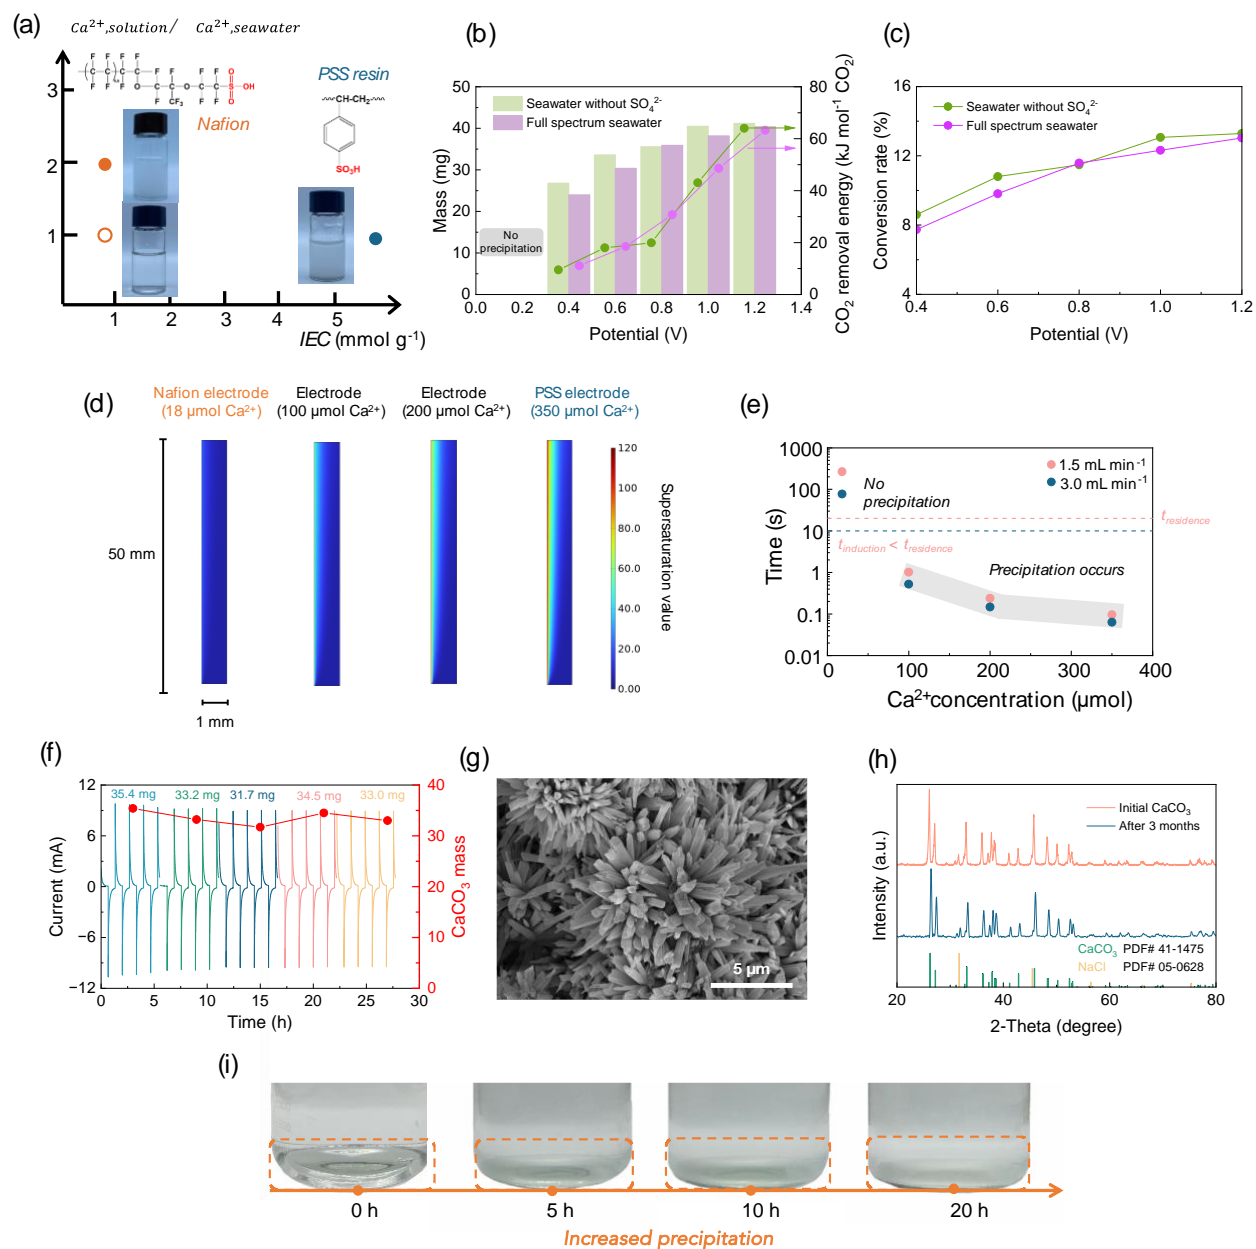 (a)
Ca²⁺,solution/ Ca²⁺,seawater
F F F F
F F F F
( C C C C C O C C O C C S OH
F F F F F F F
CF₃
O
O
Nafion
PSS resin
CH-CH₂
SO₃H
3
2
1
1 2 3 4 5
IEC (mmol g⁻¹)
(b)
Seawater without SO₄²⁻
Full spectrum seawater
No
precipitation
Mass (mg)
50
45
40
30
20
10
0
0.0 0.2 0.4 0.6 0.8 1.0 1.2 1.4
Potential (V)
80
60
40
20
0
CO₂ removal energy (kJ mol⁻¹ CO₂)
(c)
Seawater without SO₄²⁻
Full spectrum seawater
Conversion rate (%)
16
12
8
4
0.4 0.6 0.8 1.0 1.2
Potential (V)
(d)
Nafion electrode
(18 µmol Ca²⁺)
Electrode
(100 µmol Ca²⁺)
Electrode
(200 µmol Ca²⁺)
PSS electrode
(350 µmol Ca²⁺)
50 mm
1 mm
120
100
80.0
60.0
40.0
20.0
0.00
Supersaturation value
(e)
1.5 mL min⁻¹
3.0 mL min⁻¹
No
precipitation
t residence
t induction < t residence
Precipitation occurs
Time (s)
1000
100
10
1
0.1
0.01
0 100 200 300 400
Ca²⁺concentration (µmol)
(f)
35.4 mg 33.2 mg 31.7 mg 34.5 mg 33.0 mg
Current (mA)
12
6
0
−6
−12
0 5 10 15 20 25 30
Time (h)
40
30
20
10
0
CaCO₃ mass
(g)
5 µm
(h)
Initial CaCO₃
After 3 months
CaCO₃ PDF# 41-1475
NaCl PDF# 05-0628
Intensity (a.u.)
20 40 60 80
2-Theta (degree)
(i)
0 h 5 h 10 h 20 h
Increased precipitation